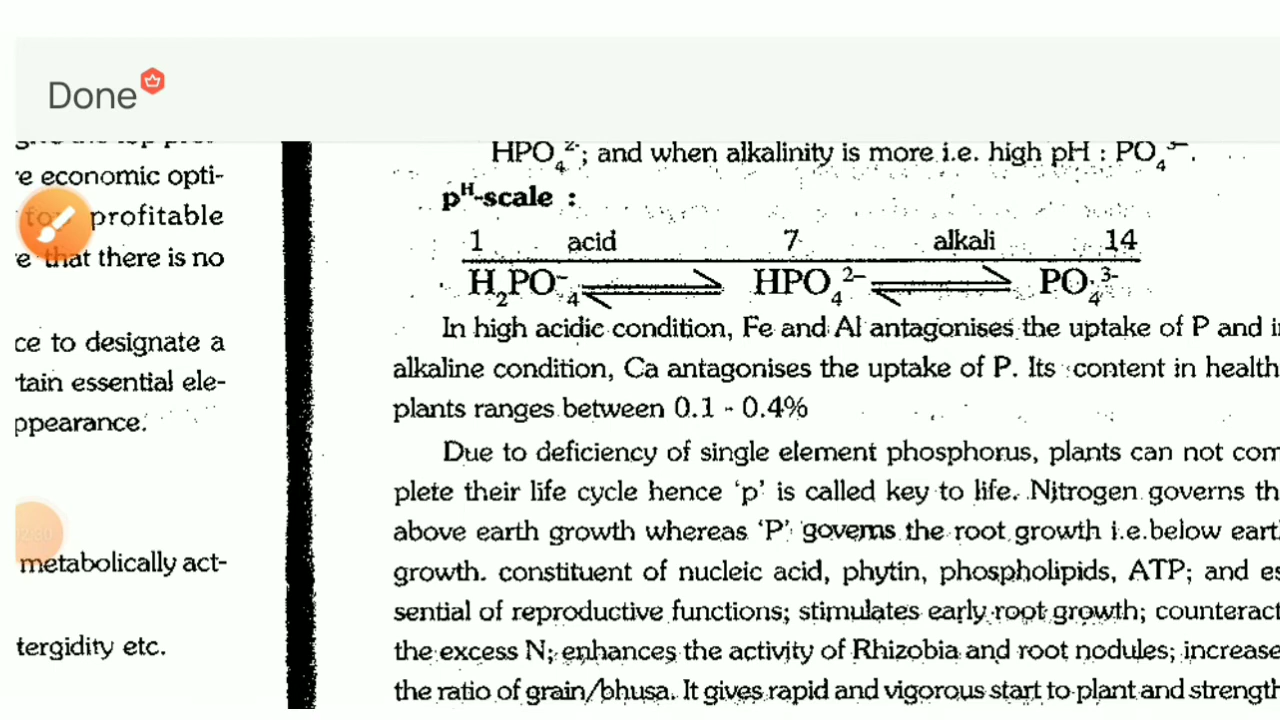 Done
re economic opti-
for profitable
re that there is no
ce to designate a
tain essential ele-
ppearance.
metabolically act-
tergidity etc.
HPO₄²⁻; and when alkalinity is more i.e. high pH : PO₄³⁻.
pᴴ-scale :
1 acid 7 alkali 14
H₂PO⁻₄ ⇌ HPO₄²⁻ ⇌ PO₄³⁻
In high acidic condition, Fe and Al antagonises the uptake of P and i
alkaline condition, Ca antagonises the uptake of P. Its content in health
plants ranges between 0.1 - 0.4%
Due to deficiency of single element phosphorus, plants can not com
plete their life cycle hence 'p' is called key to life. Nitrogen governs th
above earth growth whereas 'P' governs the root growth i.e.below eart
growth. constituent of nucleic acid, phytin, phospholipids, ATP; and es
sential of reproductive functions; stimulates early root growth; counteract
the excess N; enhances the activity of Rhizobia and root nodules; increase
the ratio of grain/bhusa. It gives rapid and vigorous start to plant and strength